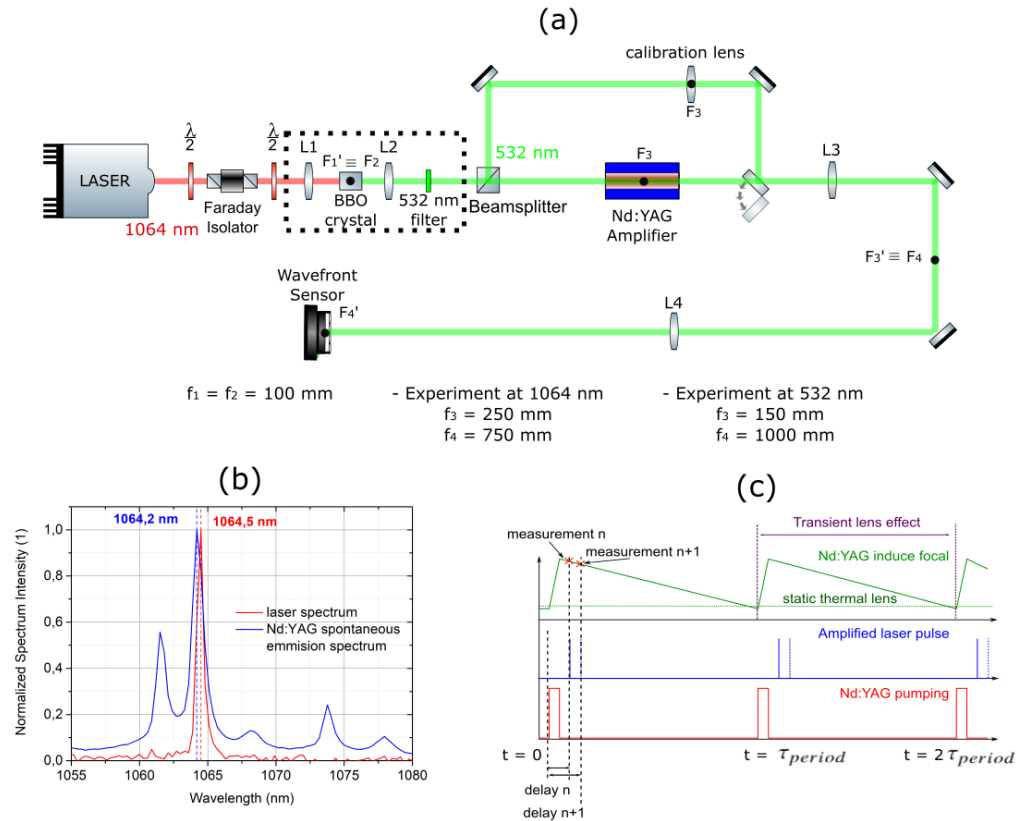 (a)
calibration lens
F3
λ/2
λ/2
L1
F1' ≡ F2
L2
532 nm
F3
L3
LASER
1064 nm
Faraday
Isolator
BBO
crystal
532 nm
filter
Beamsplitter
Nd:YAG
Amplifier
F3' ≡ F4
Wavefront
Sensor
F4'
L4
f1 = f2 = 100 mm
- Experiment at 1064 nm
f3 = 250 mm
f4 = 750 mm
- Experiment at 532 nm
f3 = 150 mm
f4 = 1000 mm
(b)
1064,2 nm
1064,5 nm
Normalized Spectrum Intensity (1)
1,0
0,8
0,6
0,4
0,2
0,0
laser spectrum
Nd:YAG spontaneous
emmision spectrum
1055
1060
1065
1070
1075
1080
Wavelength (nm)
(c)
measurement n
measurement n+1
Transient lens effect
Nd:YAG induce focal
static thermal lens
Amplified laser pulse
Nd:YAG pumping
t = 0
t = τperiod
t = 2 τperiod
delay n
delay n+1